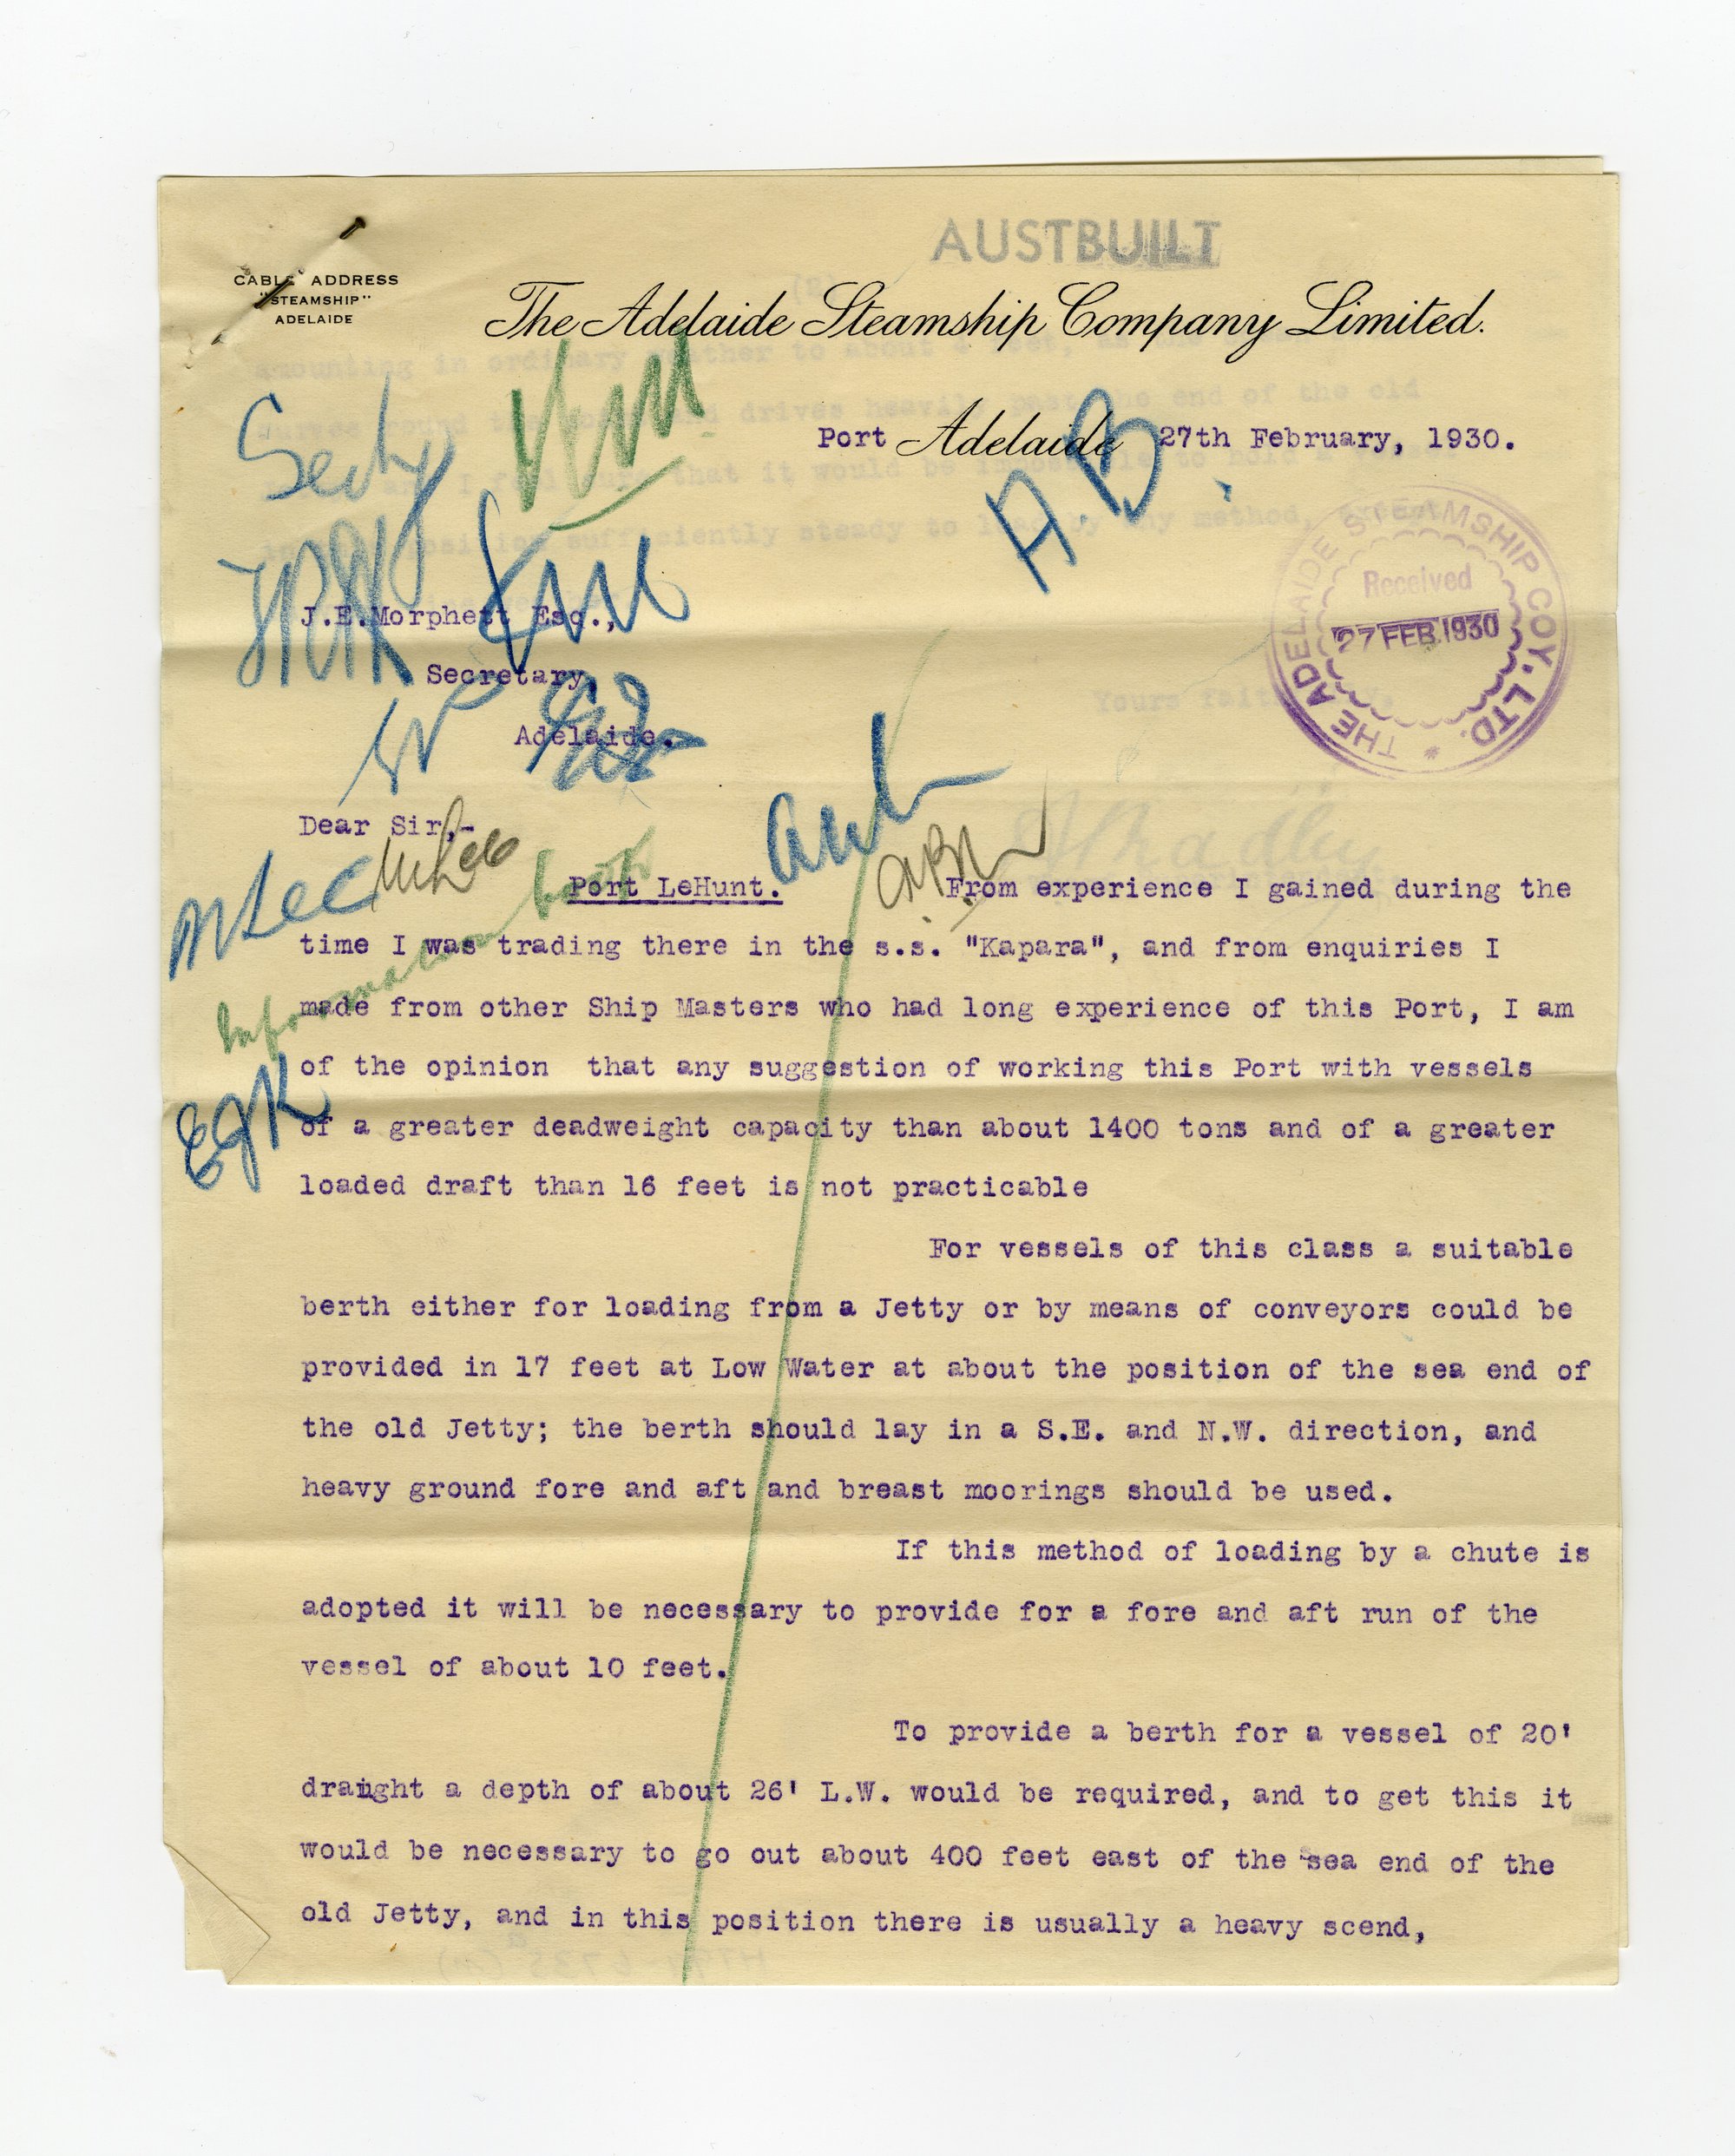 AUSTBUILT
CABLE ADDRESS
"STEAMSHIP"
ADELAIDE
The Adelaide Steamship Company Limited.
Port Adelaide 27th February, 1930.
Secty
A.B.
THE ADELAIDE STEAMSHIP COY. LTD.
Received
27 FEB 1930
J.E.Morphett Esq.,
Secretary
Adelaide.
Dear Sir,-
Port LeHunt. From experience I gained during the
time I was trading there in the s.s. "Kapara", and from enquiries I
made from other Ship Masters who had long experience of this Port, I am
of the opinion that any suggestion of working this Port with vessels
of a greater deadweight capacity than about 1400 tons and of a greater
loaded draft than 16 feet is not practicable
Information book
EJK
For vessels of this class a suitable
berth either for loading from a Jetty or by means of conveyors could be
provided in 17 feet at Low Water at about the position of the sea end of
the old Jetty; the berth should lay in a S.E. and N.W. direction, and
heavy ground fore and aft and breast moorings should be used.
If this method of loading by a chute is
adopted it will be necessary to provide for a fore and aft run of the
vessel of about 10 feet.
To provide a berth for a vessel of 20'
draught a depth of about 26' L.W. would be required, and to get this it
would be necessary to go out about 400 feet east of the sea end of the
old Jetty, and in this position there is usually a heavy scend,